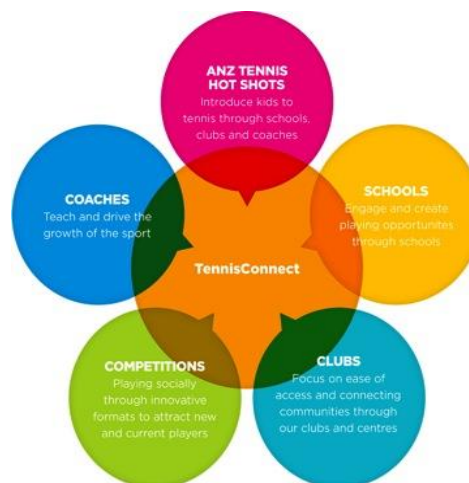 ANZ TENNIS
HOT SHOTS
Introduce kids to
tennis through schools,
clubs and coaches
COACHES
Teach and drive the
growth of the sport
SCHOOLS
Engage and create
playing opportunites
through schools
TennisConnect
COMPETITIONS
Playing socially
through innovative
formats to attract new
and current players
CLUBS
Focus on ease of
access and connecting
communities through
our clubs and centres